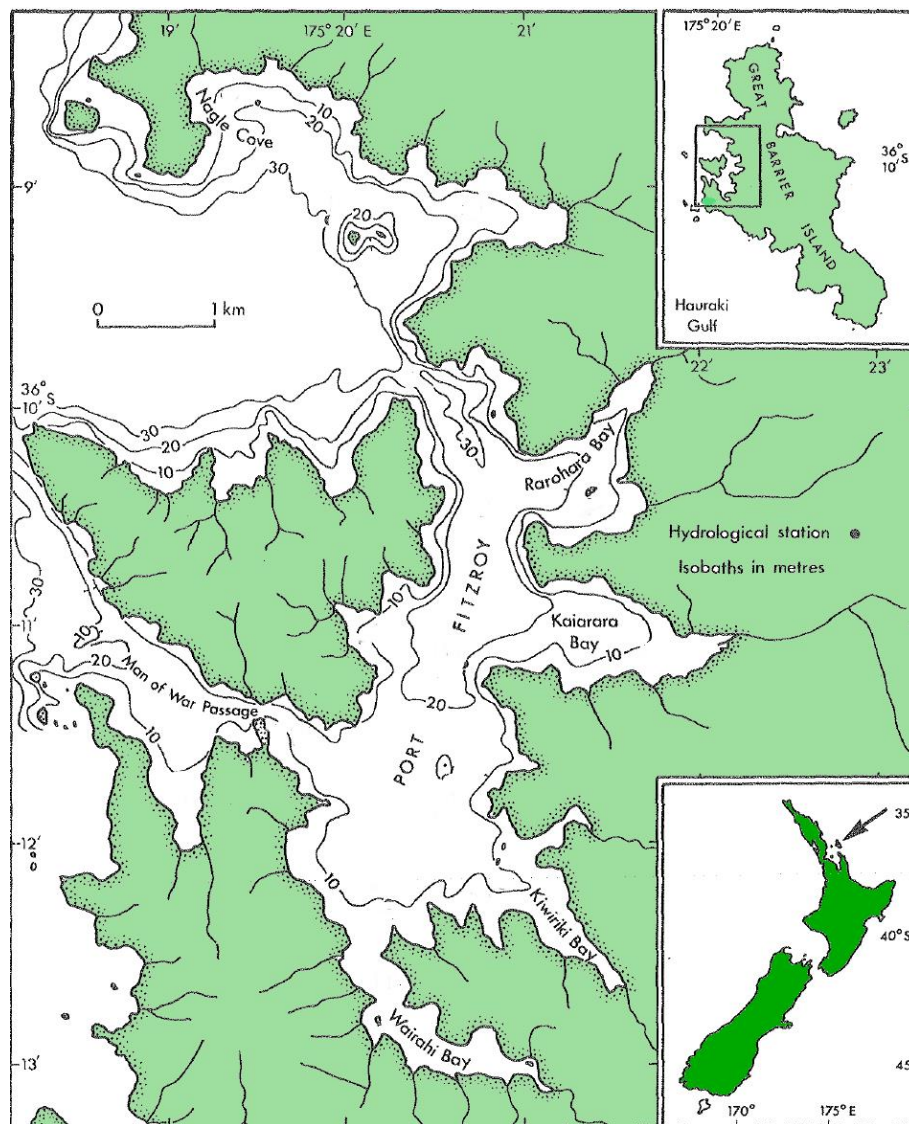 19'
175° 20' E
21'
175° 20' E
GREAT
BARRIER
ISLAND
36°
10' S
Hauraki
Gulf
Nagle Cove
10
20
30
9'
20
0 1 km
22' 23'
36°
10' S
30
20
10
30
Rarohara Bay
Hydrological station
Isobaths in metres
PORT FITZROY
10
30
11'
10
20
Man of War Passage
10
Kaiarara
Bay
10
20
12'
10
Kiwiriki Bay
Wairahi Bay
13'
35
40° S
45
170° 175° E